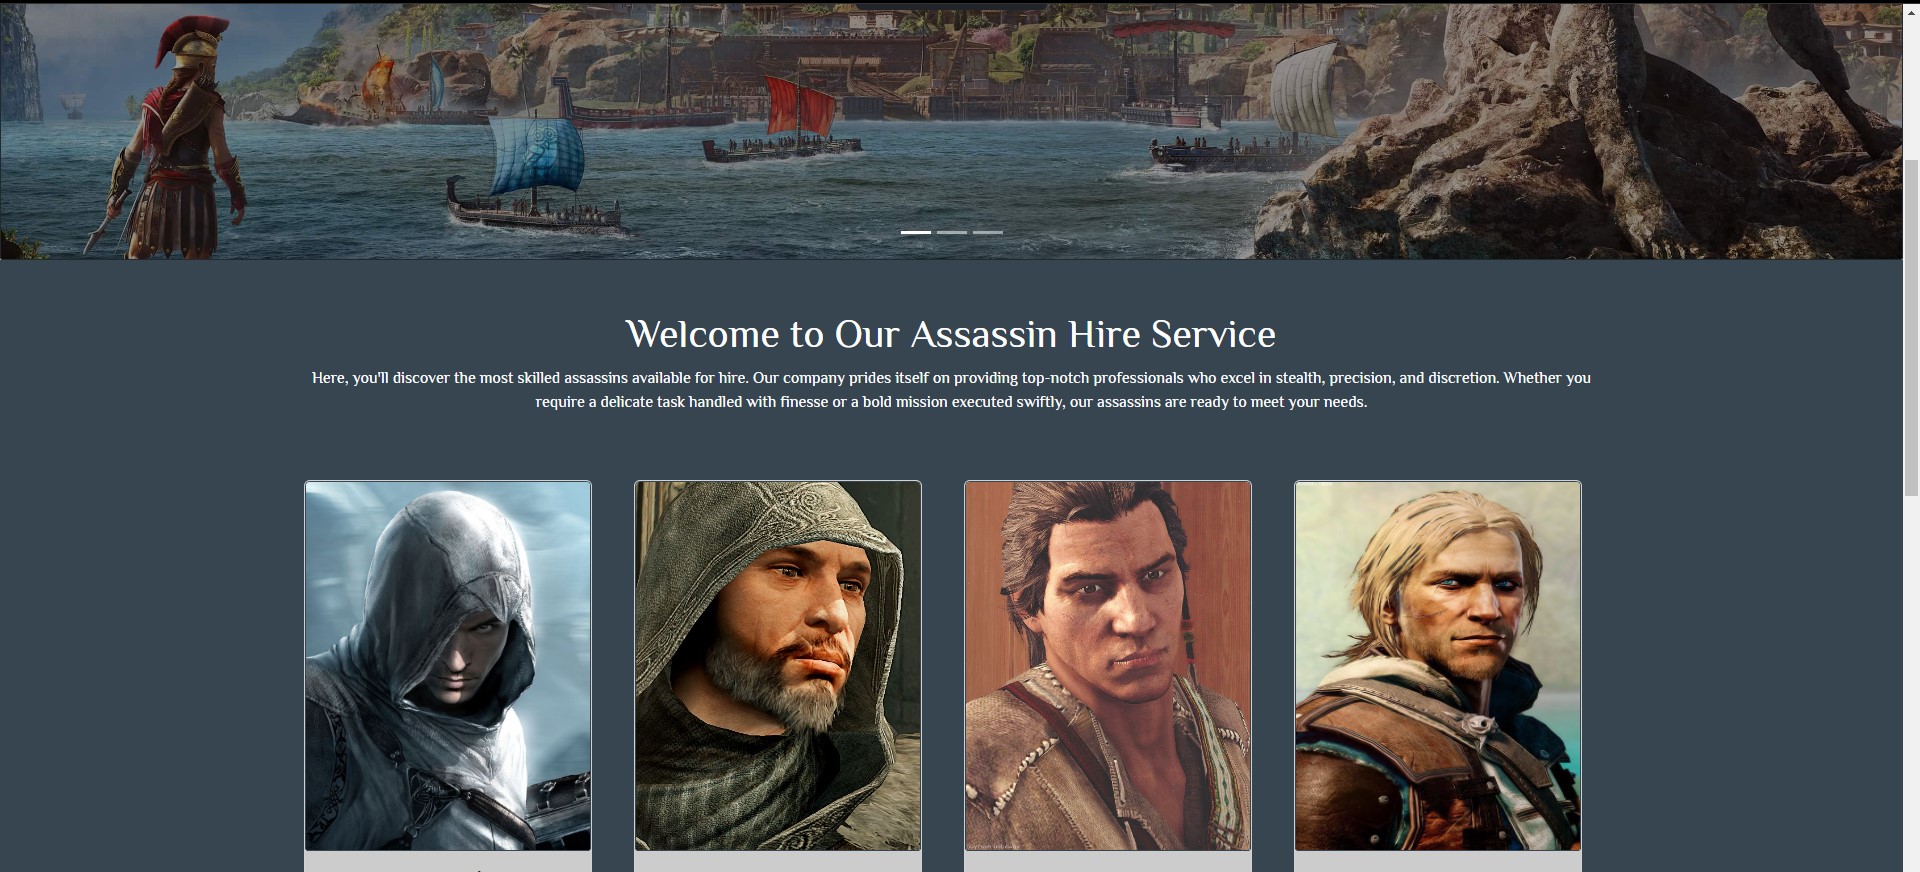 Welcome to Our Assassin Hire Service
Here, you'll discover the most skilled assassins available for hire. Our company prides itself on providing top-notch professionals who excel in stealth, precision, and discretion. Whether you
require a delicate task handled with finesse or a bold mission executed swiftly, our assassins are ready to meet your needs.